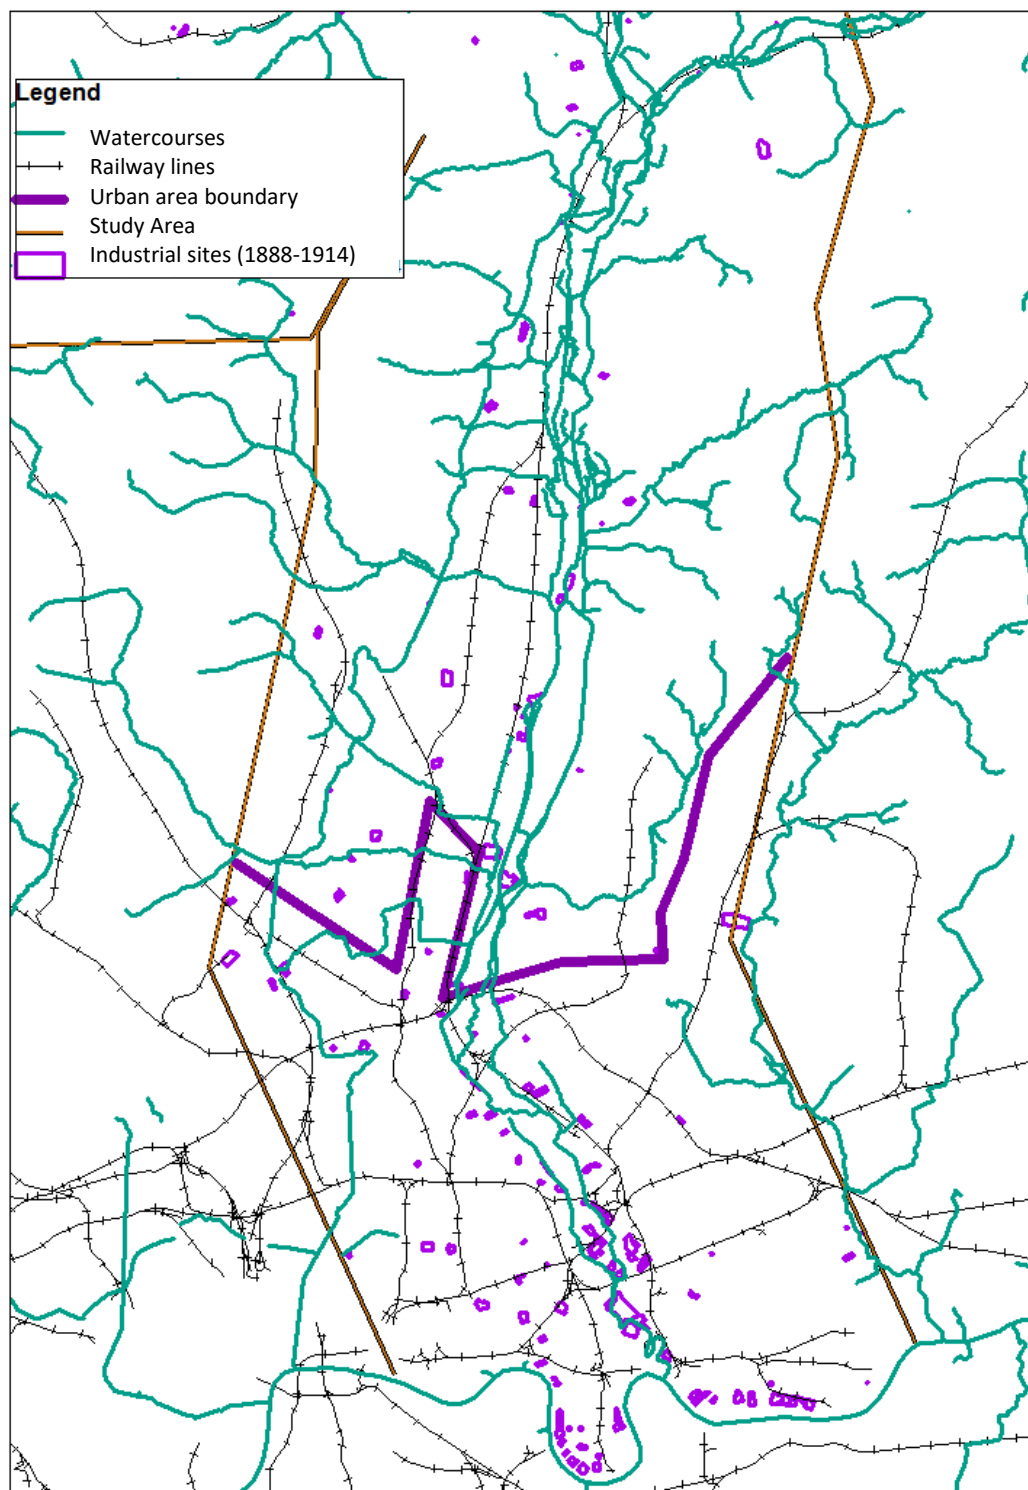 Legend
Watercourses
Railway lines
Urban area boundary
Study Area
Industrial sites (1888-1914)